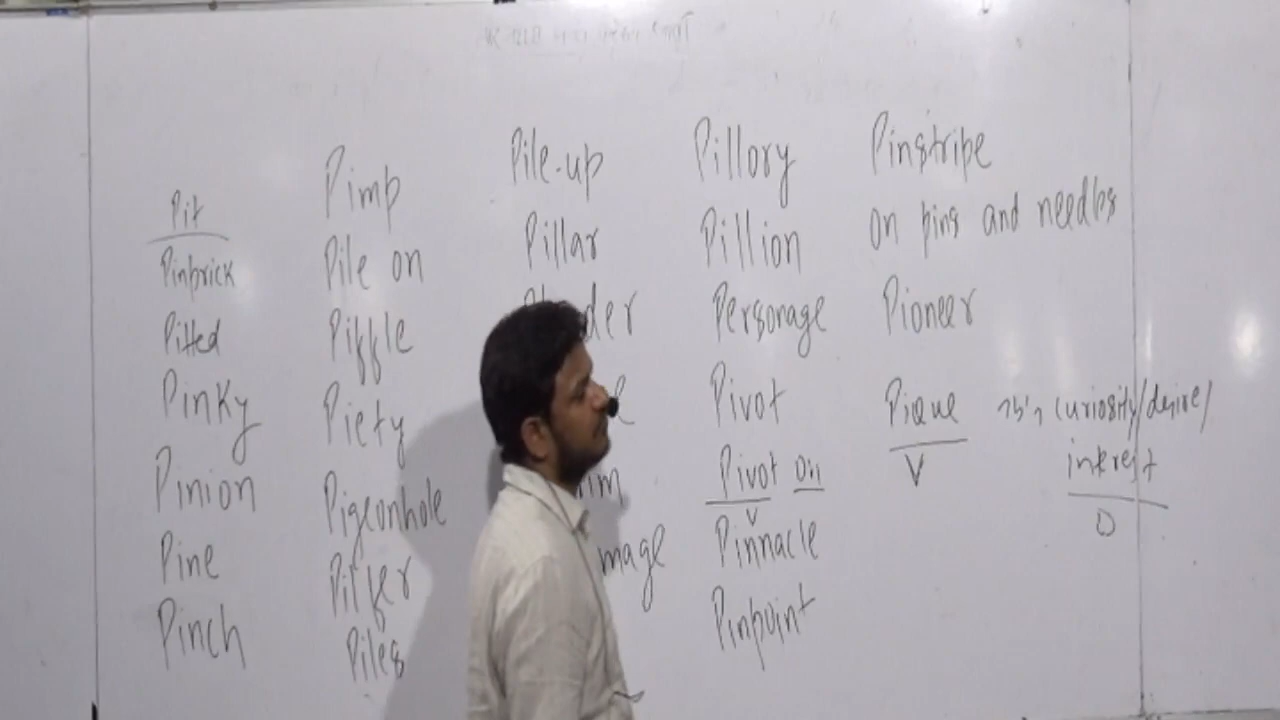 Pit
Pinprick
Pitted
Pinky
Pinion
Pine
Pinch
Pimp
Pile on
Piffle
Piety
Pigeonhole
Pilfer
Piles
Pile-up
Pillar
Pillory
Pillion
Personage
Pivot
Pivot on
V
Pinnacle
Pinpoint
Pinstripe
on pins and needles
Pioneer
Pique
V
curiosity/desire/
interest
O